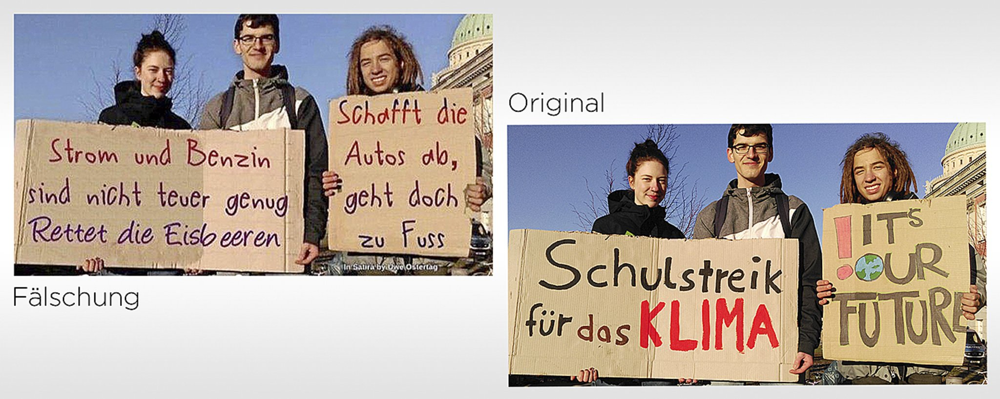 Strom und Benzin
sind nicht teuer genug
Rettet die Eisbeeren
Schafft die
Autos ab,
geht doch
zu Fuss
In Satira by Uwe Ostertag
Fälschung
Original
Schulstreik
für das KLIMA
! IT'S
OUR
FUTURE